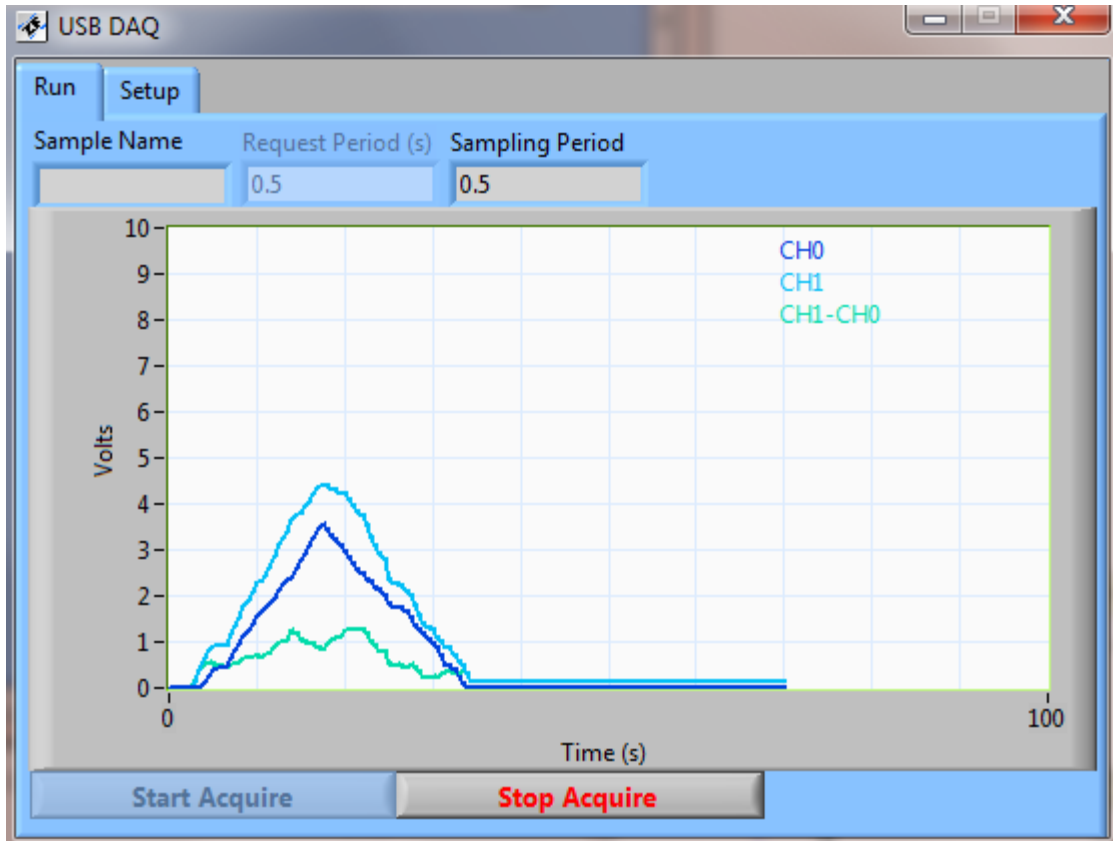 USB DAQ
Run Setup
Sample Name Request Period (s) Sampling Period
0.5 0.5
10
9
8
7
6
5
4
3
2
1
0
Volts
CH0
CH1
CH1-CH0
0 100
Time (s)
Start Acquire Stop Acquire